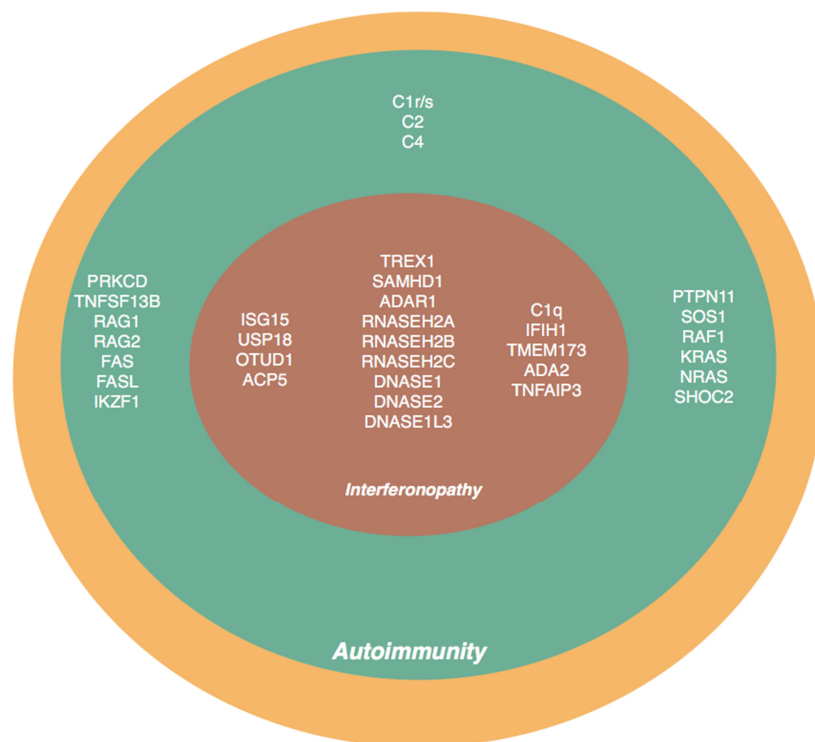 C1r/s
C2
C4
PRKCD
TNFSF13B
RAG1
RAG2
FAS
FASL
IKZF1
ISG15
USP18
OTUD1
ACP5
TREX1
SAMHD1
ADAR1
RNASEH2A
RNASEH2B
RNASEH2C
DNASE1
DNASE2
DNASE1L3
C1q
IFIH1
TMEM173
ADA2
TNFAIP3
PTPN11
SOS1
RAF1
KRAS
NRAS
SHOC2
Interferonopathy
Autoimmunity